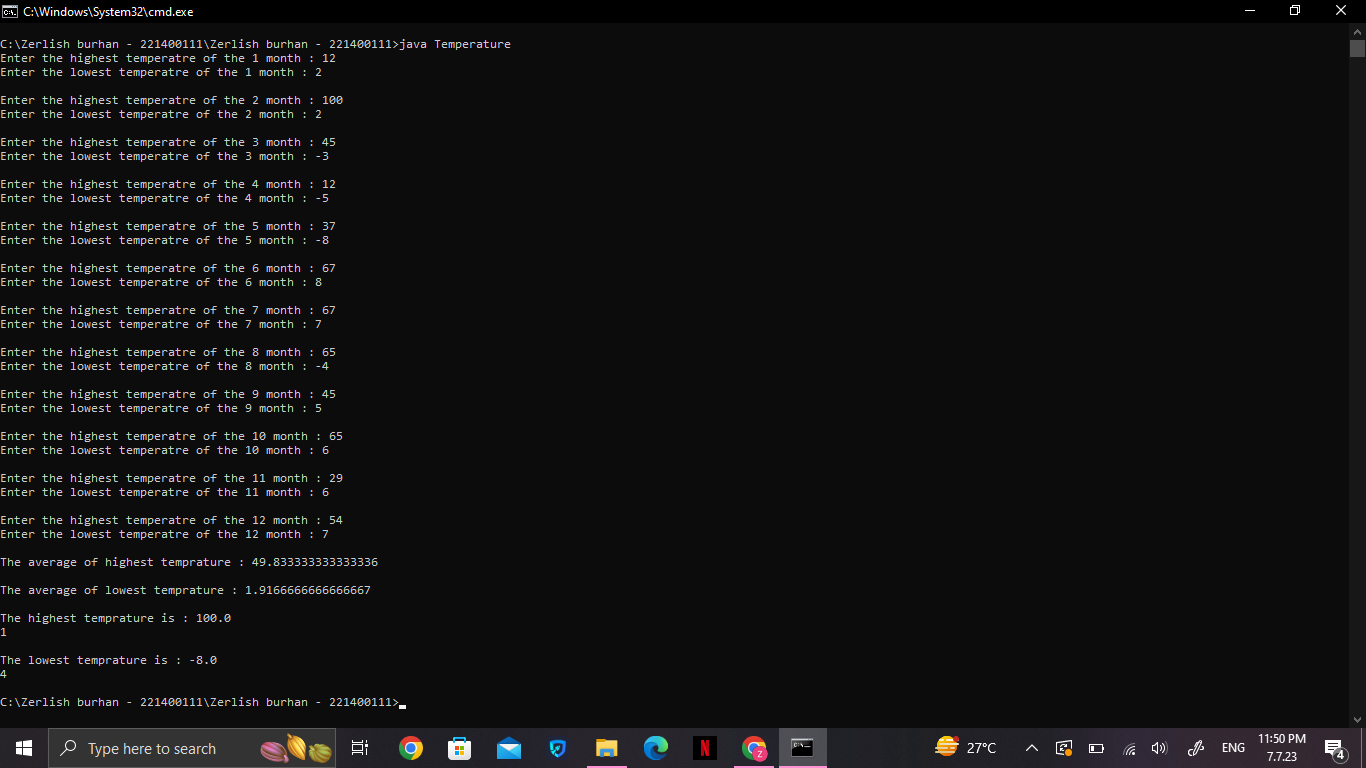 C:\Windows\System32\cmd.exe
C:\Zerlish burhan - 221400111\Zerlish burhan - 221400111>java Temperature
Enter the highest temperatre of the 1 month : 12
Enter the lowest temperatre of the 1 month : 2
Enter the highest temperatre of the 2 month : 100
Enter the lowest temperatre of the 2 month : 2
Enter the highest temperatre of the 3 month : 45
Enter the lowest temperatre of the 3 month : -3
Enter the highest temperatre of the 4 month : 12
Enter the lowest temperatre of the 4 month : -5
Enter the highest temperatre of the 5 month : 37
Enter the lowest temperatre of the 5 month : -8
Enter the highest temperatre of the 6 month : 67
Enter the lowest temperatre of the 6 month : 8
Enter the highest temperatre of the 7 month : 67
Enter the lowest temperatre of the 7 month : 7
Enter the highest temperatre of the 8 month : 65
Enter the lowest temperatre of the 8 month : -4
Enter the highest temperatre of the 9 month : 45
Enter the lowest temperatre of the 9 month : 5
Enter the highest temperatre of the 10 month : 65
Enter the lowest temperatre of the 10 month : 6
Enter the highest temperatre of the 11 month : 29
Enter the lowest temperatre of the 11 month : 6
Enter the highest temperatre of the 12 month : 54
Enter the lowest temperatre of the 12 month : 7
The average of highest temprature : 49.833333333333336
The average of lowest temprature : 1.9166666666666667
The highest temprature is : 100.0
1
The lowest temprature is : -8.0
4
C:\Zerlish burhan - 221400111\Zerlish burhan - 221400111>
Type here to search
N
Z
27°C
ENG
11:50 PM
7.7.23
4